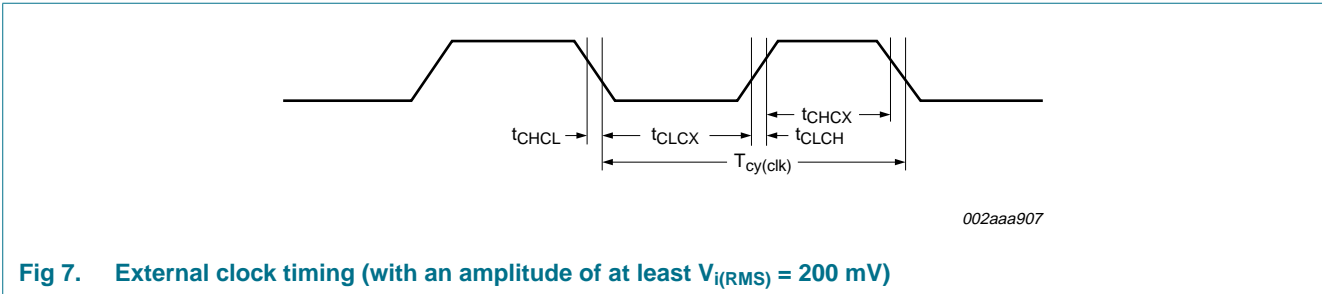 tCHCX
tCHCL tCLCX tCLCH
Tcy(clk)
002aaa907
Fig 7. External clock timing (with an amplitude of at least Vi(RMS) = 200 mV)